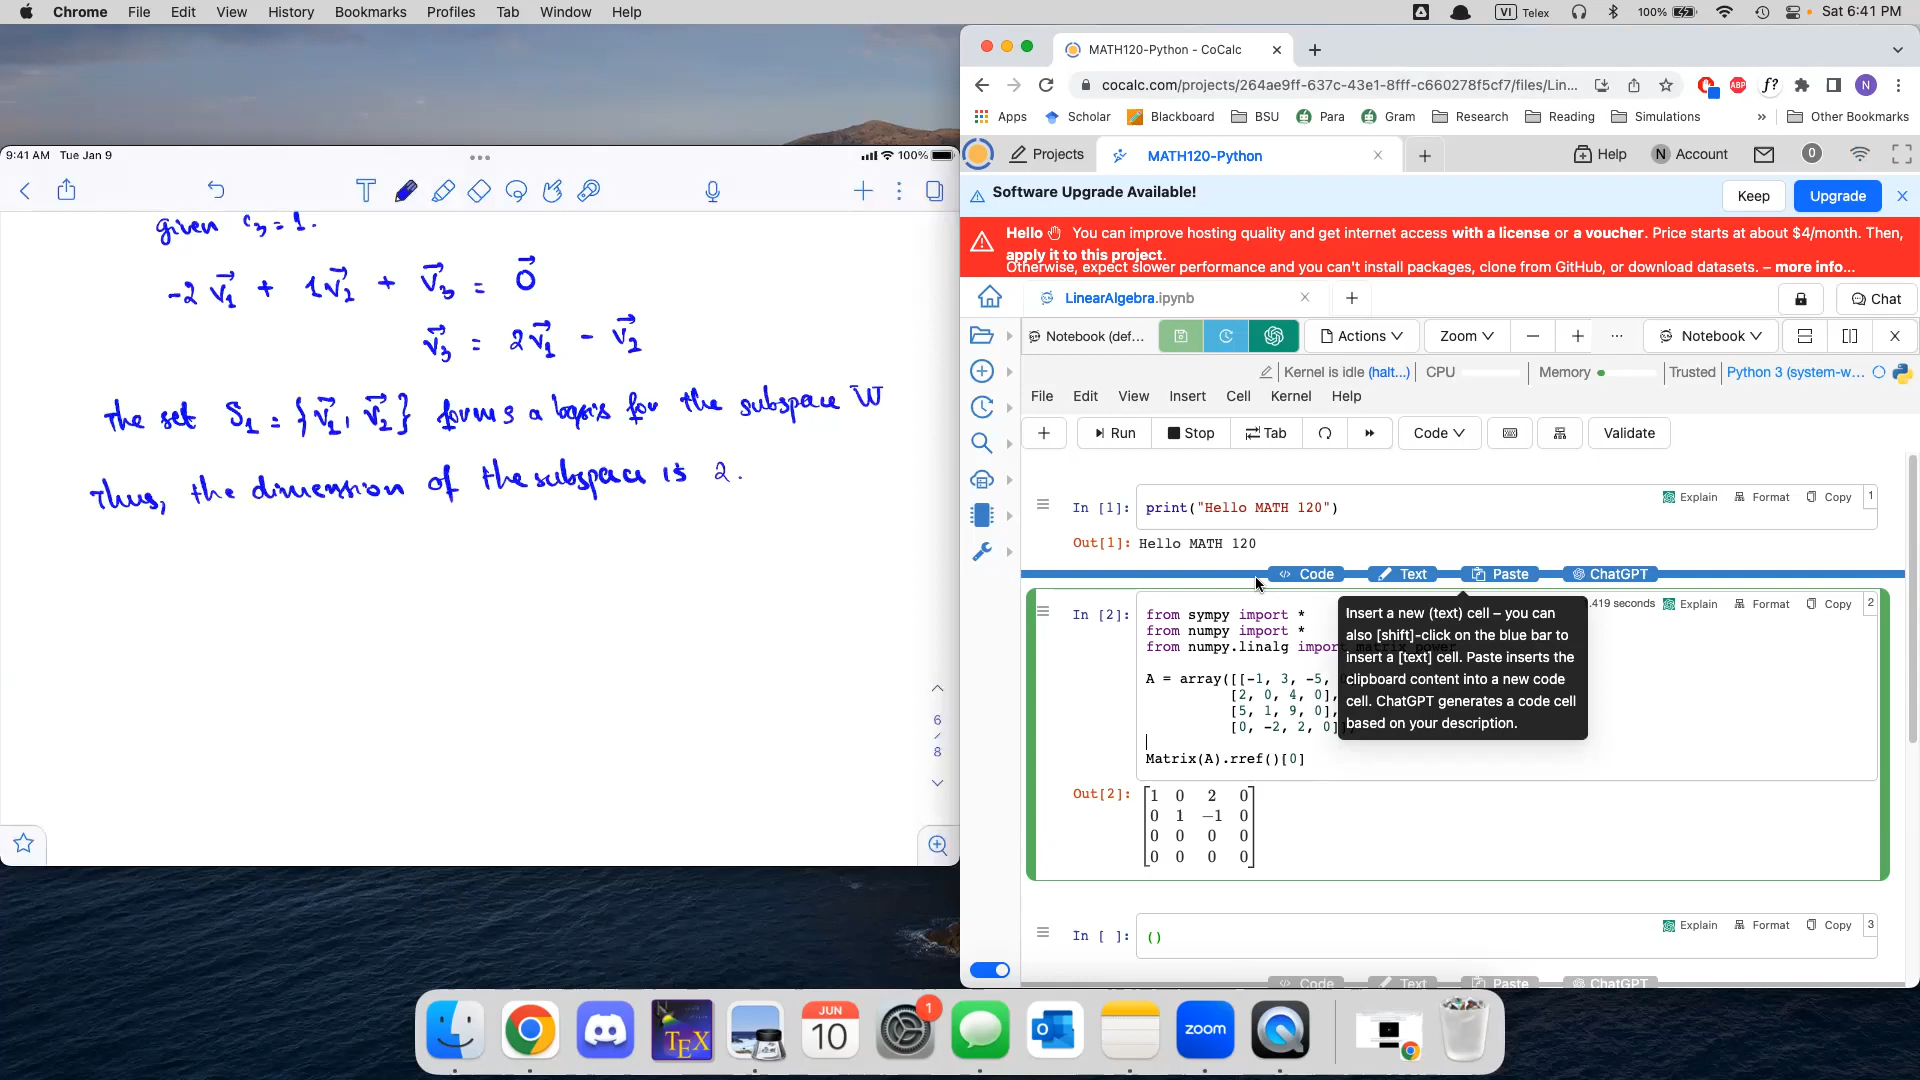 Chrome File Edit View History Bookmarks Profiles Tab Window Help
VI Telex 100% Sat 6:41 PM
9:41 AM Tue Jan 9
100%
given c3 = 1.
-2 v1 + 1 v2 + v3 = 0
v3 = 2 v1 - v2
the set S1 = {v1, v2} forms a basis for the subspace W
Thus, the dimension of the subspace is 2.
6
/
8
MATH120-Python - CoCalc
cocalc.com/projects/264ae9ff-637c-43e1-8fff-c660278f5cf7/files/Lin...
ABP f? N
Apps Scholar Blackboard BSU Para Gram Research Reading Simulations » Other Bookmarks
Projects MATH120-Python Help N Account 0
Software Upgrade Available! Keep Upgrade
Hello You can improve hosting quality and get internet access with a license or a voucher. Price starts at about $4/month. Then,
apply it to this project.
Otherwise, expect slower performance and you can't install packages, clone from GitHub, or download datasets. – more info...
LinearAlgebra.ipynb Chat
Notebook (def... Actions Zoom Notebook
Kernel is idle (halt...) CPU Memory Trusted Python 3 (system-w...
File Edit View Insert Cell Kernel Help
Run Stop Tab Code Validate
Explain Format Copy 1
In [1]: print("Hello MATH 120")
Out[1]: Hello MATH 120
Code Text Paste ChatGPT
.419 seconds Explain Format Copy 2
In [2]: from sympy import *
from numpy import *
from numpy.linalg import matrix_power
A = array([[-1, 3, -5,
[2, 0, 4, 0],
[5, 1, 9, 0],
[0, -2, 2, 0]
Matrix(A).rref()[0]
Insert a new (text) cell – you can
also [shift]-click on the blue bar to
insert a [text] cell. Paste inserts the
clipboard content into a new code
cell. ChatGPT generates a code cell
based on your description.
Out[2]:
1 0 2 0
0 1 −1 0
0 0 0 0
0 0 0 0
Explain Format Copy 3
In [ ]: ()
Code Text Paste ChatGPT
TEX JUN 10 1 zoom